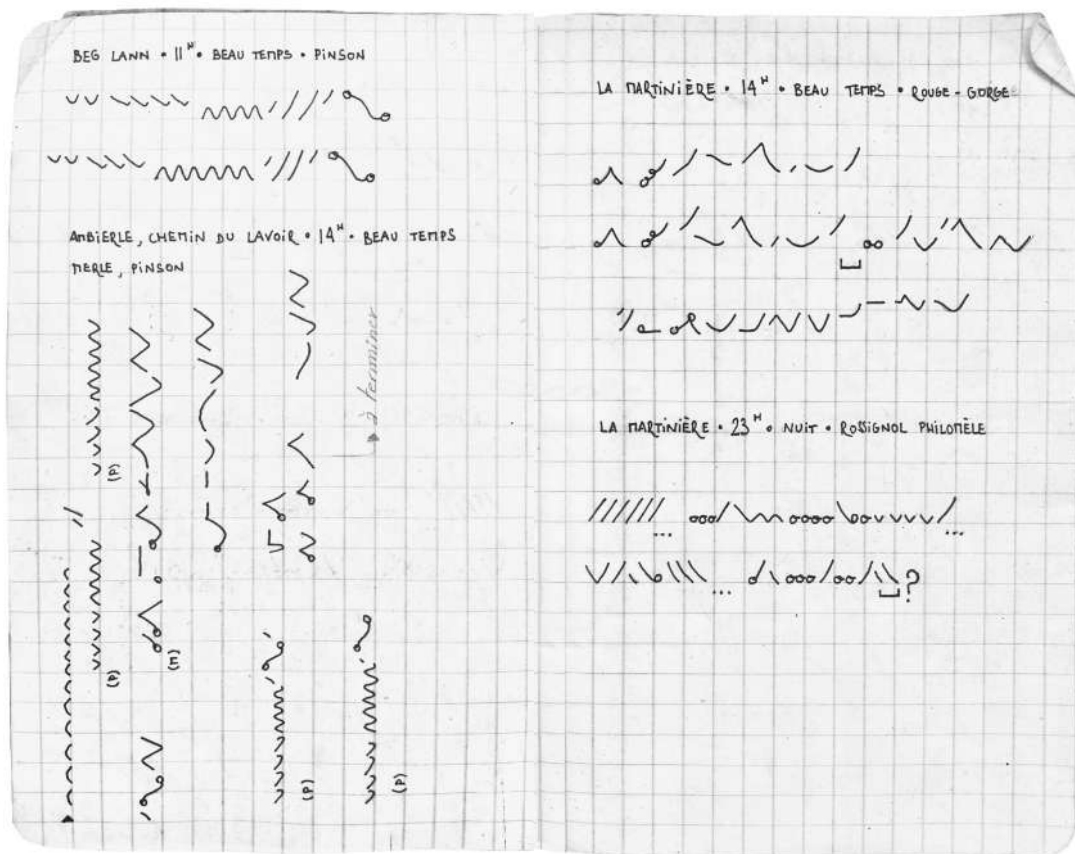 BEG LANN • 11H • BEAU TEMPS • PINSON
AMBIERLE, CHEMIN DU LAVOIR • 14H • BEAU TEMPS
MERLE, PINSON
à terminer
(P)
(P)
(M)
(P)
(P)
LA MARTINIÈRE • 14H • BEAU TEMPS • ROUGE-GORGE
LA MARTINIÈRE • 23H • NUIT • ROSSIGNOL PHILOMÈLE
...
...
...
?